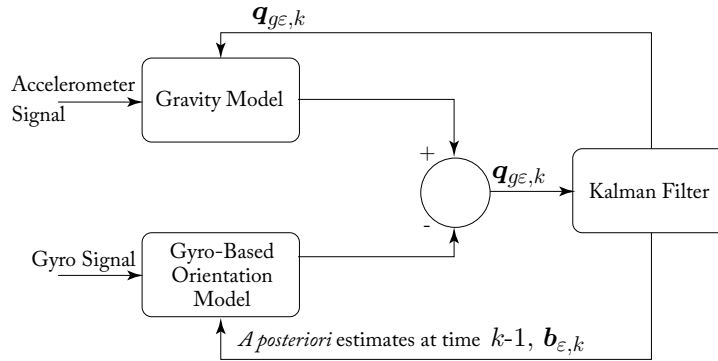 q_{gε,k}
Accelerometer
Signal
Gravity Model
+
q_{gε,k}
Kalman Filter
-
Gyro Signal
Gyro-Based
Orientation
Model
A posteriori estimates at time k-1, b_{ε,k}